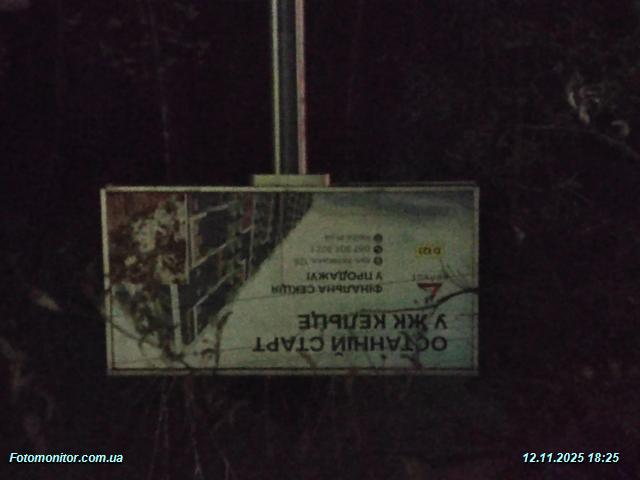 ОСТАННІЙ СТАРТ
У ЖК КЕЛЬЦЕ
ФІНАЛЬНА СЕКЦІЯ
У ПРОДАЖУ!
Fotomonitor.com.ua
12.11.2025 18:25